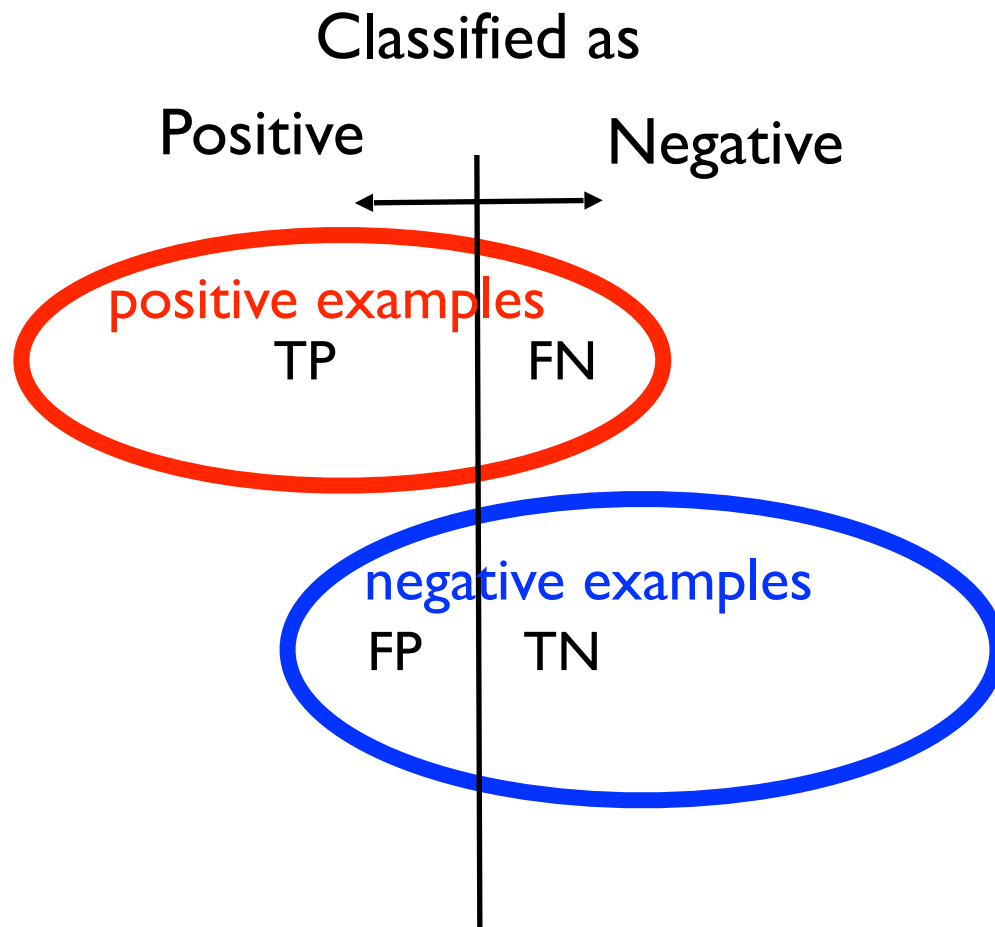 Classified as
Positive Negative
positive examples
TP FN
negative examples
FP TN